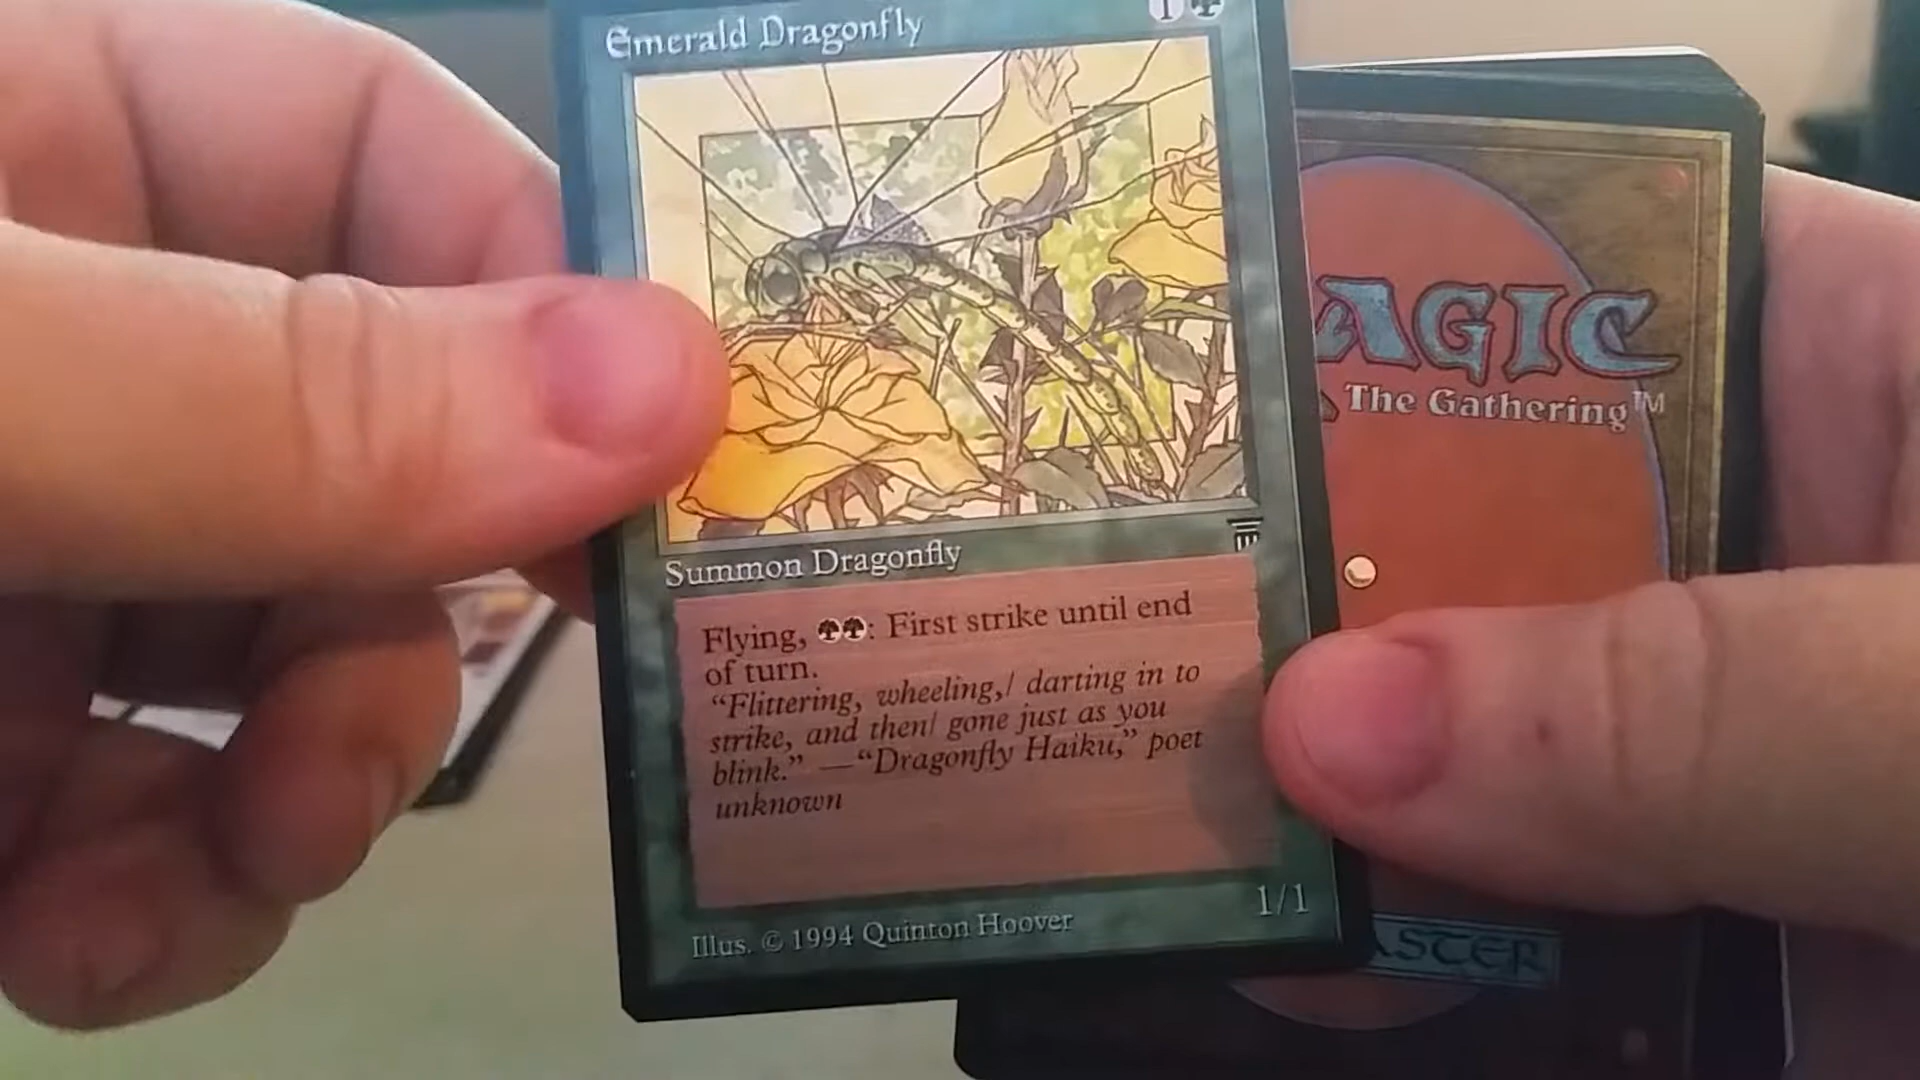 Emerald Dragonfly 1
Summon Dragonfly
Flying, : First strike until end
of turn.
“Flittering, wheeling,/ darting in to
strike, and then/ gone just as you
blink.” —“Dragonfly Haiku,” poet
unknown
Illus. © 1994 Quinton Hoover
1/1
AGIC
The Gathering™
ASTER